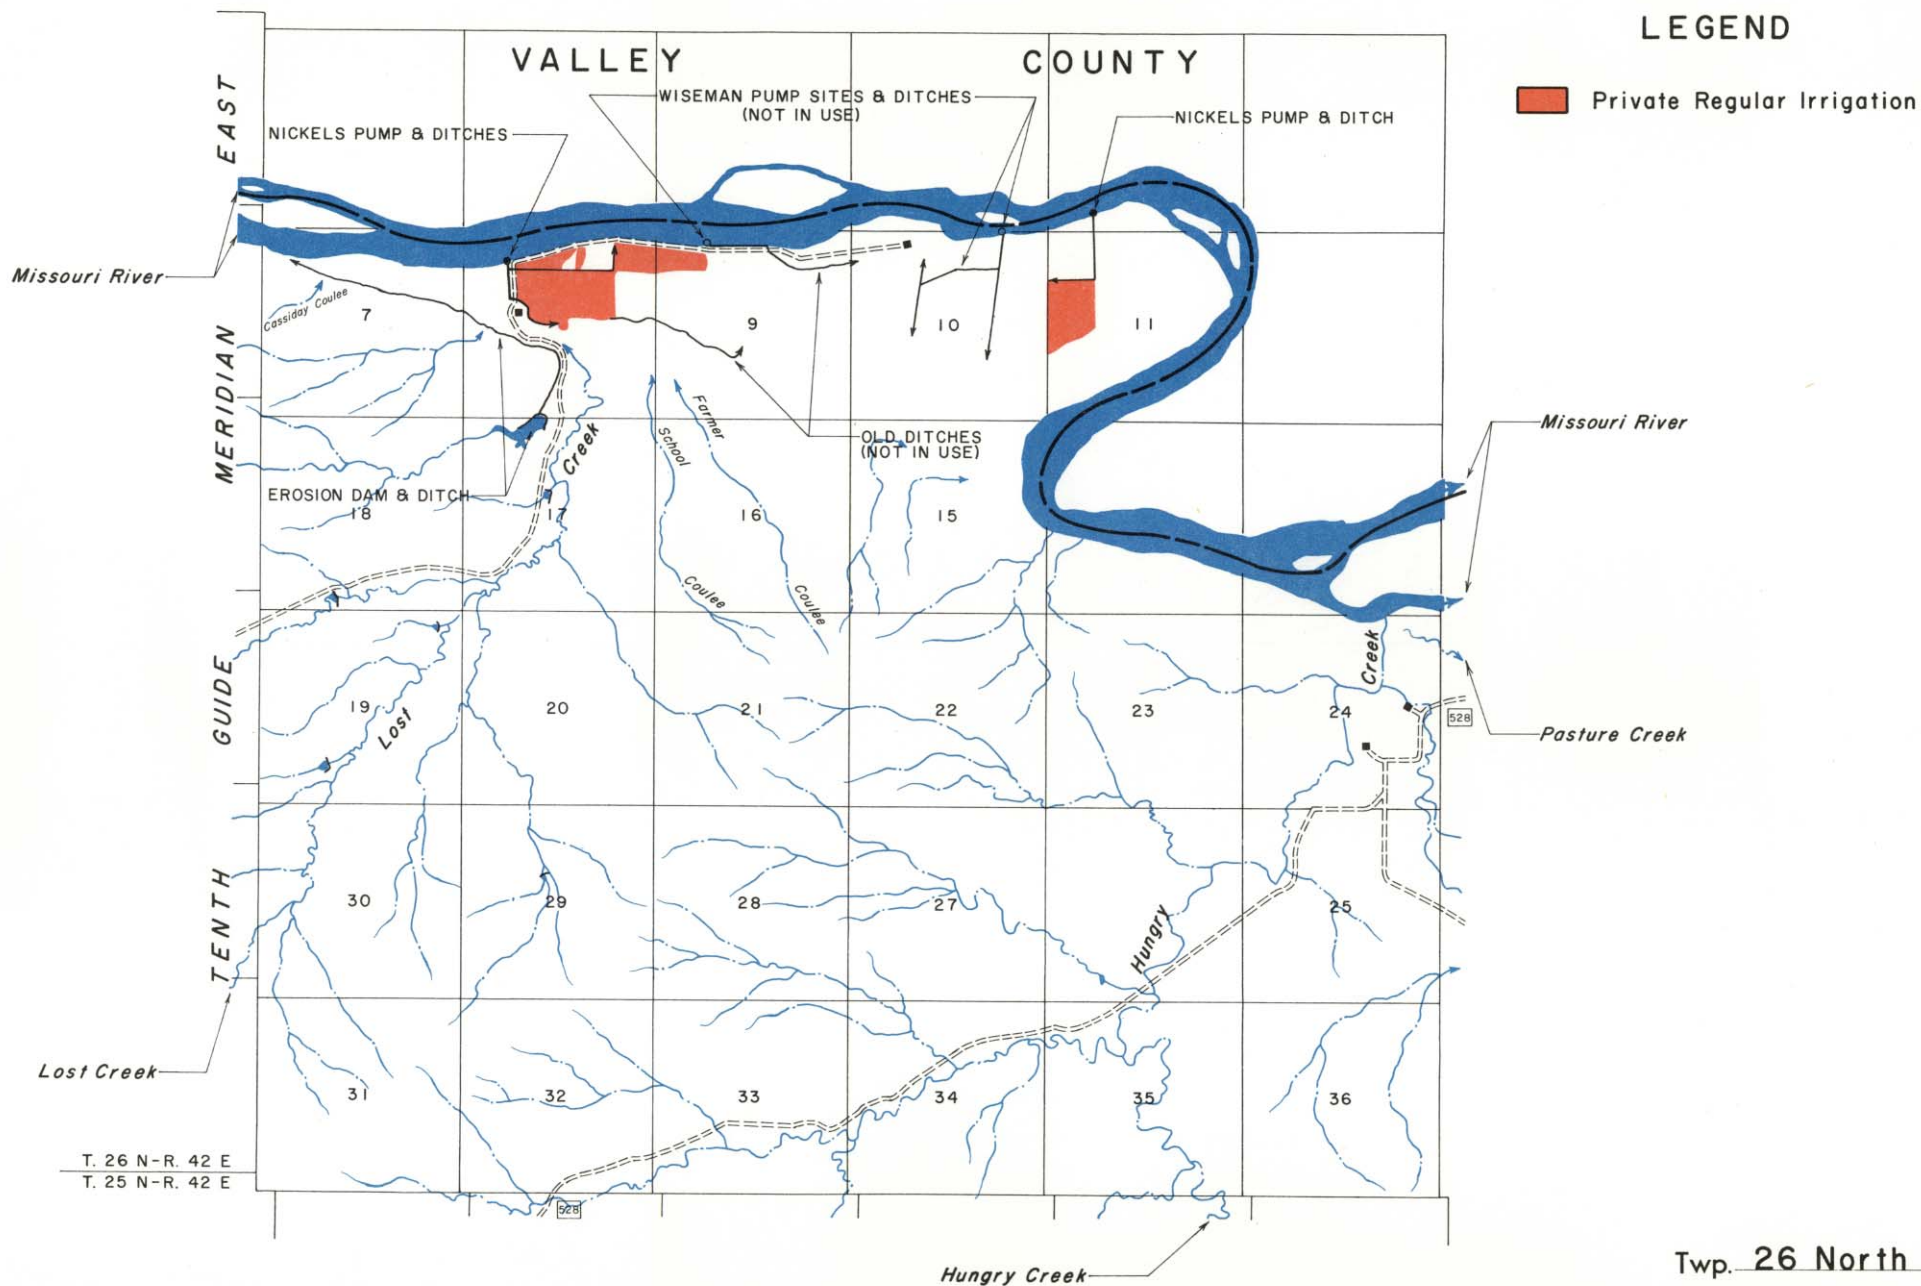 LEGEND
Private Regular Irrigation
VALLEY COUNTY
WISEMAN PUMP SITES & DITCHES
(NOT IN USE)
NICKELS PUMP & DITCHES
NICKELS PUMP & DITCH
TENTH GUIDE MERIDIAN EAST
Missouri River
Cassiday Coulee
7
9
10
11
Missouri River
OLD DITCHES
(NOT IN USE)
School Coulee
Farmer Coulee
Creek
EROSION DAM & DITCH
18
17
16
15
Creek
19
Lost
20
21
22
23
24
528
Pasture Creek
30
29
28
27
Hungry
25
Lost Creek
31
32
33
34
35
36
T. 26 N-R. 42 E
T. 25 N-R. 42 E
528
Hungry Creek
Twp. 26 North